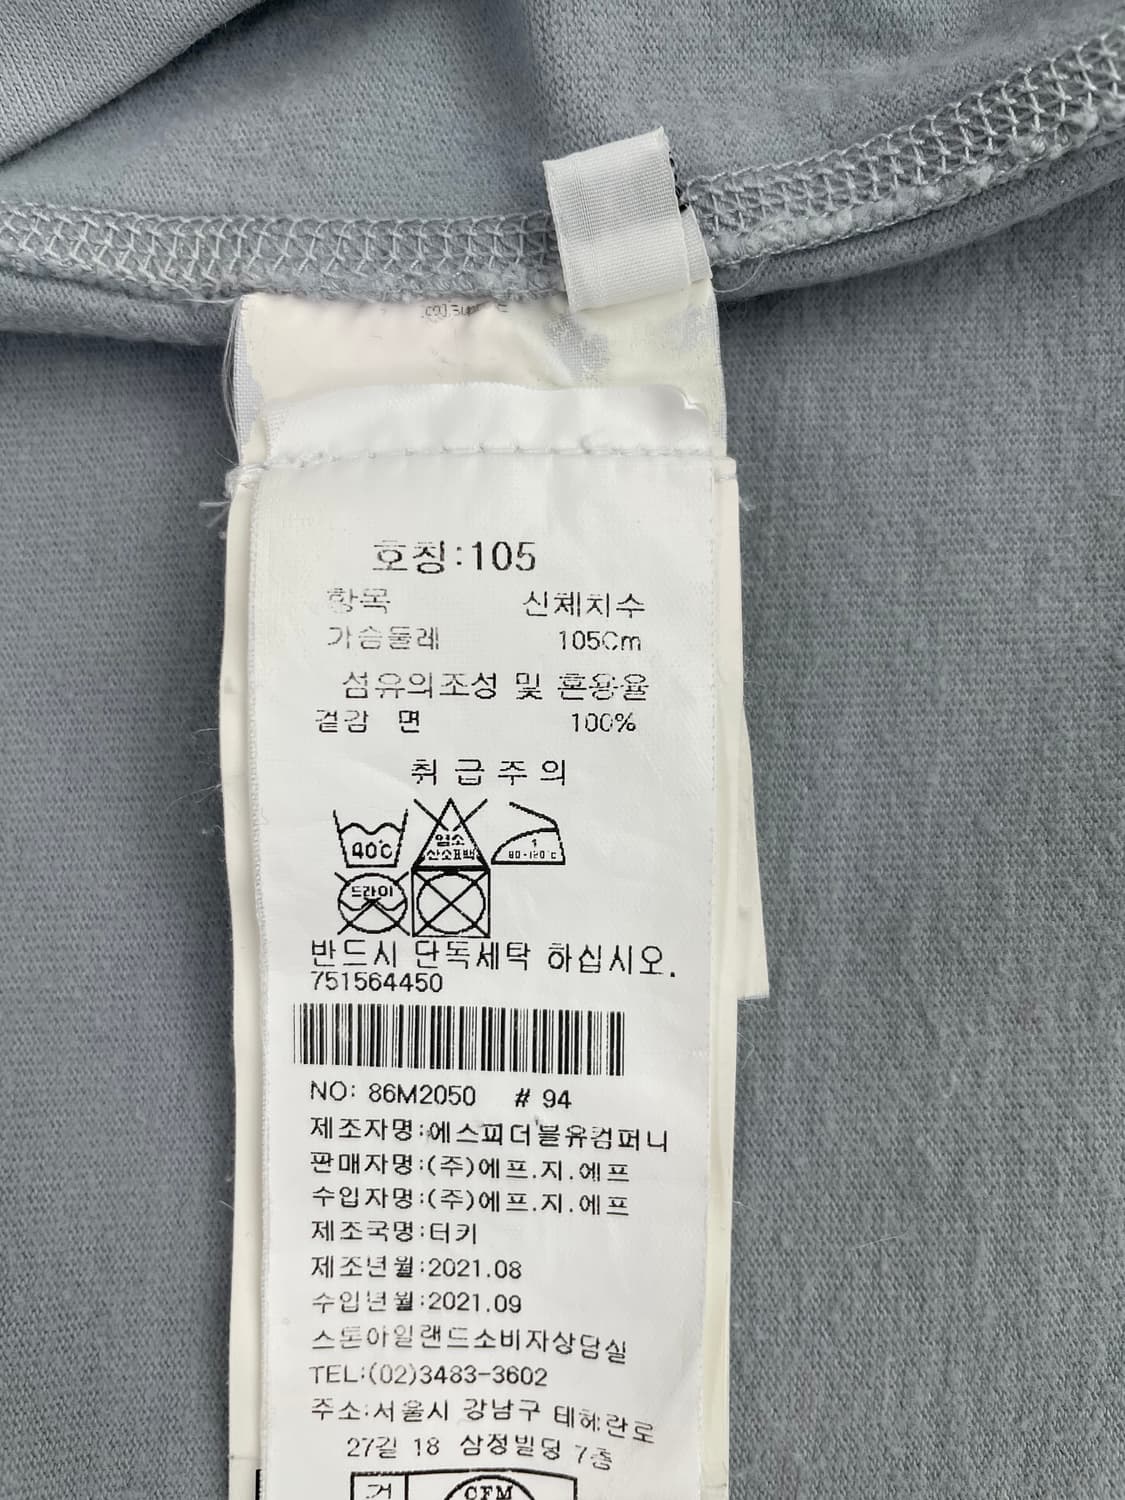 호칭:105
항목 신체치수
가슴둘레 105Cm
섬유의조성 및 혼용율
겉감 면 100%
취급주의
40℃
염소
산소표백
1
80-120℃
드라이
반드시 단독세탁 하십시오.
751564450
NO: 86M2050 # 94
제조자명:에스피더블유컴퍼니
판매자명:(주)에프.지.에프
수입자명:(주)에프.지.에프
제조국명:터키
제조년월:2021.08
수입년월:2021.09
스톤아일랜드소비자상담실
TEL:(02)3483-3602
주소:서울시 강남구 테헤란로
27길 18 삼정빌딩 7층
CFM